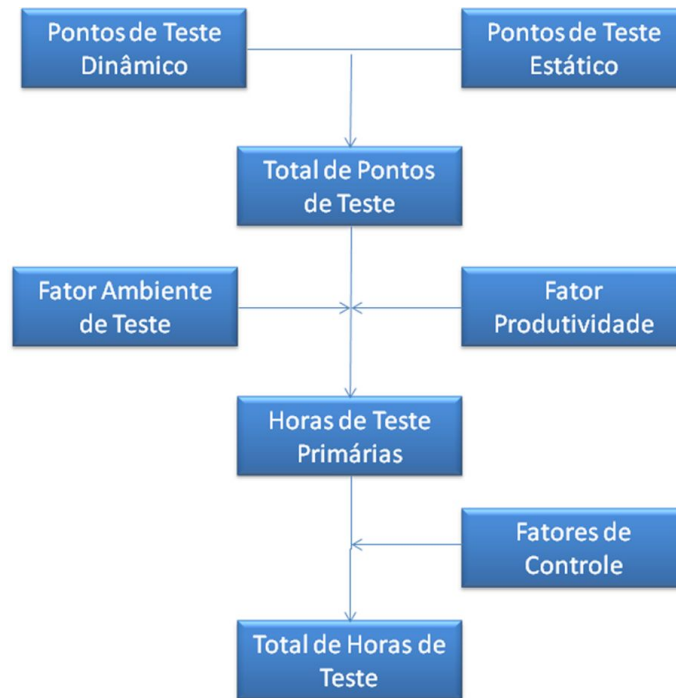 Pontos de Teste
Dinâmico
Pontos de Teste
Estático
Total de Pontos
de Teste
Fator Ambiente
de Teste
Fator
Produtividade
Horas de Teste
Primárias
Fatores de
Controle
Total de Horas de
Teste